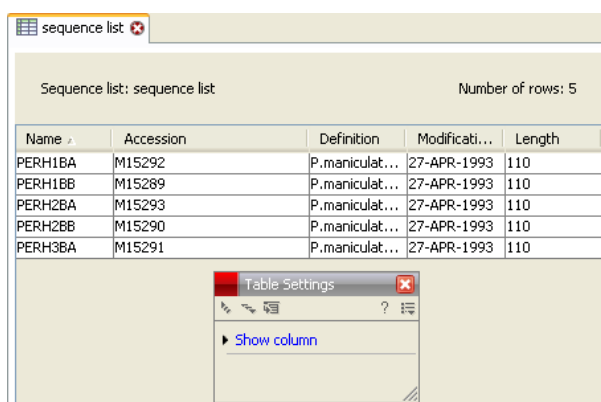 sequence list
Sequence list: sequence list Number of rows: 5
Name Accession Definition Modificati... Length
PERH1BA M15292 P.maniculat... 27-APR-1993 110
PERH1BB M15289 P.maniculat... 27-APR-1993 110
PERH2BA M15293 P.maniculat... 27-APR-1993 110
PERH2BB M15290 P.maniculat... 27-APR-1993 110
PERH3BA M15291 P.maniculat... 27-APR-1993 110
Table Settings
?
Show column